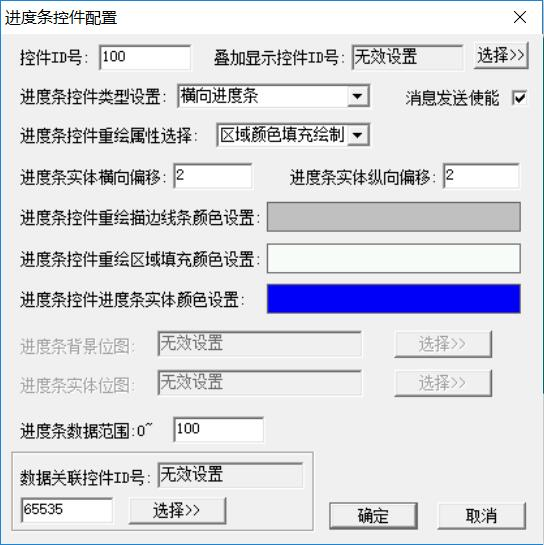 进度条控件配置
控件ID号: 100 叠加显示控件ID号: 无效设置 选择>>
进度条控件类型设置: 横向进度条 消息发送使能
进度条控件重绘属性选择: 区域颜色填充绘制
进度条实体横向偏移: 2 进度条实体纵向偏移: 2
进度条控件重绘描边线条颜色设置:
进度条控件重绘区域填充颜色设置:
进度条控件进度条实体颜色设置:
进度条背景位图: 无效设置 选择>>
进度条实体位图: 无效设置 选择>>
进度条数据范围:0~ 100
数据关联控件ID号: 无效设置
65535 选择>> 确定 取消